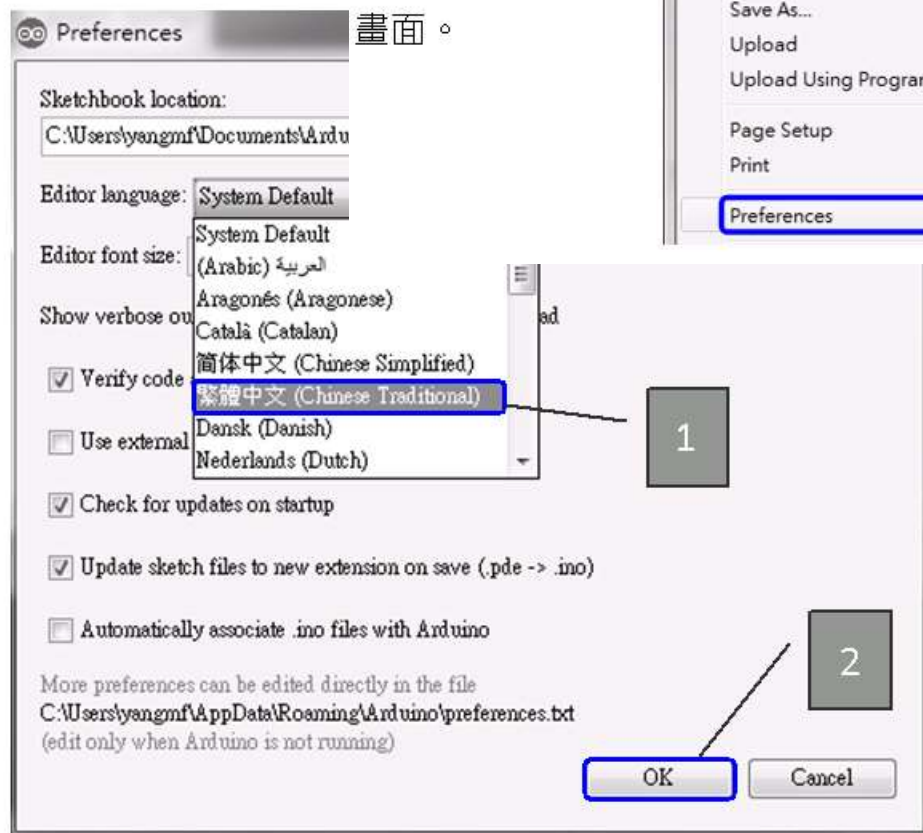 Preferences
畫面。
Save As...
Upload
Upload Using
Page Setup
Print
Preferences
Sketchbook location:
C:\Users\yangmf\Documents\
Editor language: System Default
System Default
Editor font size:
(Arabic) العربية
Aragonés (Aragonese)
Show verbose
Català (Catalan)
简体中文 (Chinese Simplified)
Verify code
繁體中文 (Chinese Traditional)
1
Dansk (Danish)
Use external
Nederlands (Dutch)
Check for updates on startup
Update sketch files to new extension on save (.pde -> .ino)
Automatically associate .ino files with Arduino
2
More preferences can be edited directly in the file
C:\Users\yangmf\AppData\Roaming\Arduino\preferences.txt
(edit only when Arduino is not running)
OK
Cancel